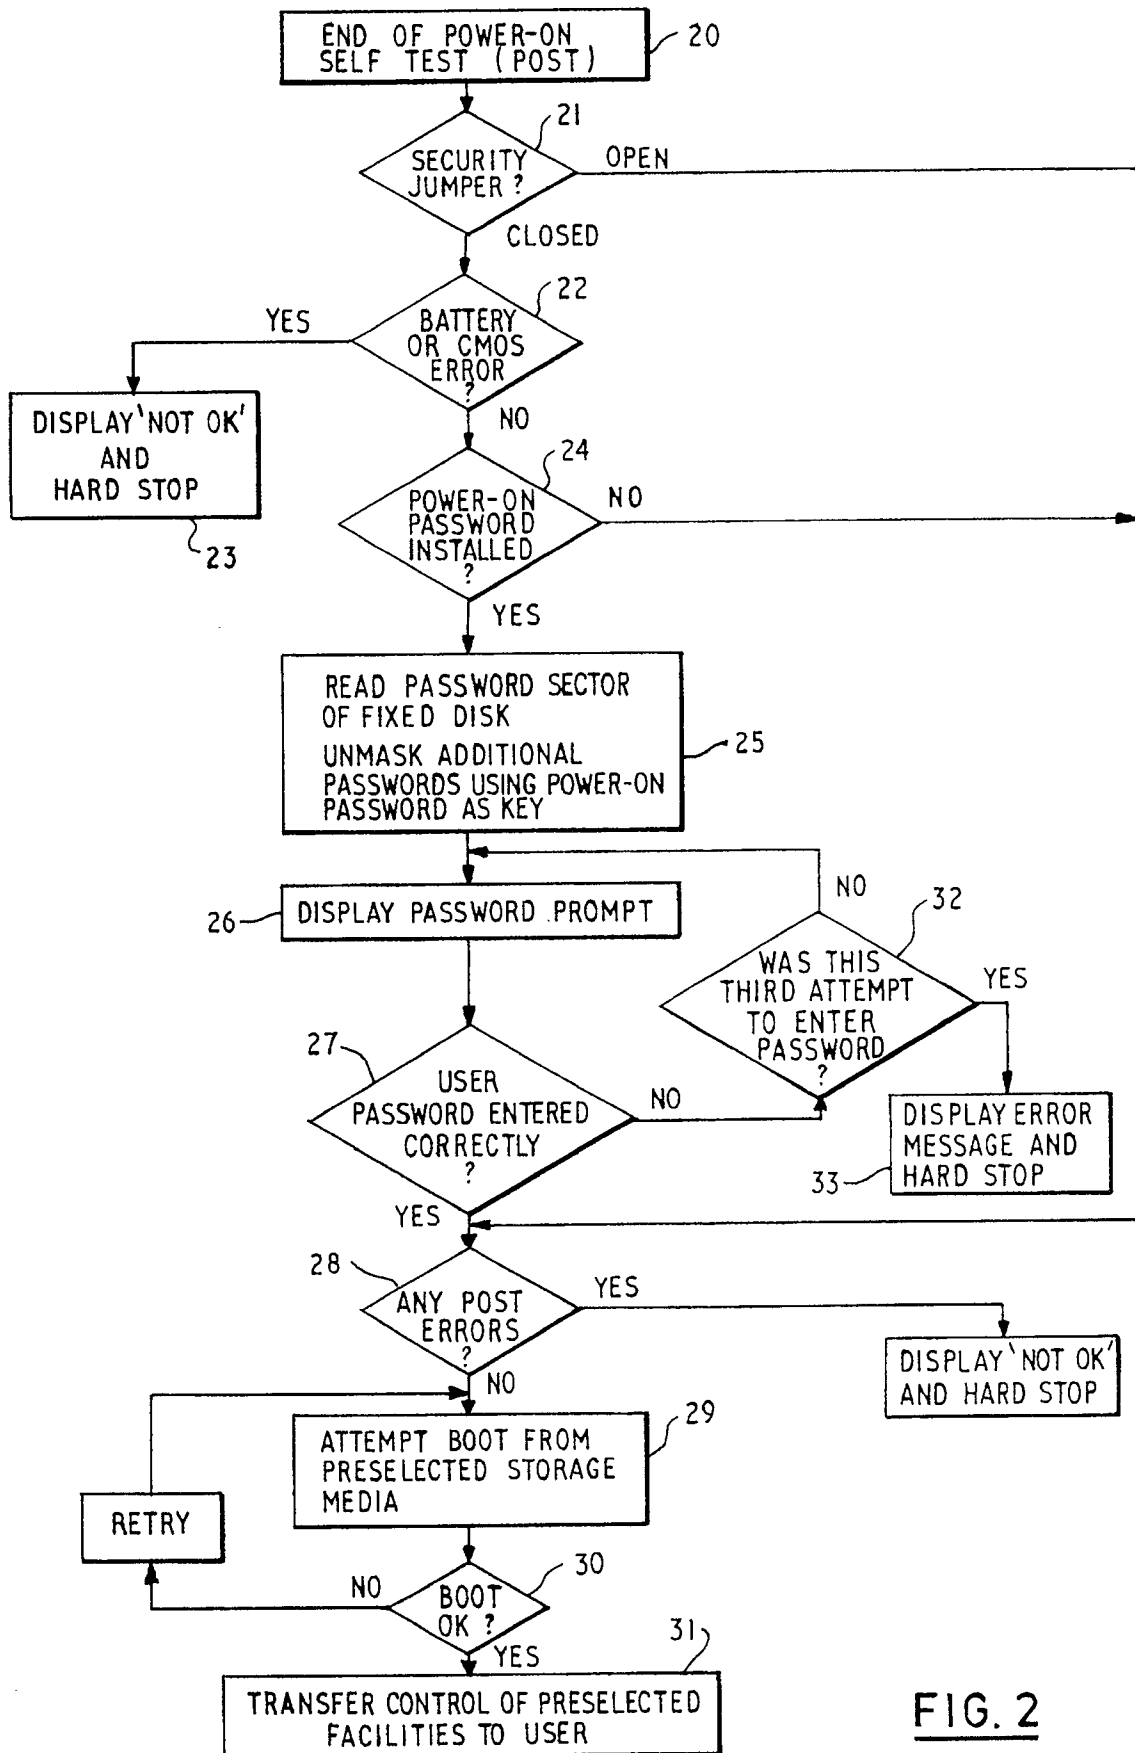 END OF POWER-ON
SELF TEST (POST)
20
21
SECURITY
JUMPER ?
OPEN
CLOSED
22
BATTERY
OR CMOS
ERROR
?
YES
NO
DISPLAY 'NOT OK'
AND
HARD STOP
23
24
POWER-ON
PASSWORD
INSTALLED
?
NO
YES
READ PASSWORD SECTOR
OF FIXED DISK
UNMASK ADDITIONAL
PASSWORDS USING POWER-ON
PASSWORD AS KEY
25
26
DISPLAY PASSWORD PROMPT
NO
32
WAS THIS
THIRD ATTEMPT
TO ENTER
PASSWORD
?
YES
27
USER
PASSWORD ENTERED
CORRECTLY
?
NO
YES
DISPLAY ERROR
MESSAGE AND
HARD STOP
33
28
ANY POST
ERRORS
?
YES
NO
DISPLAY 'NOT OK'
AND HARD STOP
29
ATTEMPT BOOT FROM
PRESELECTED STORAGE
MEDIA
RETRY
30
BOOT
OK ?
NO
YES
31
TRANSFER CONTROL OF PRESELECTED
FACILITIES TO USER
FIG. 2